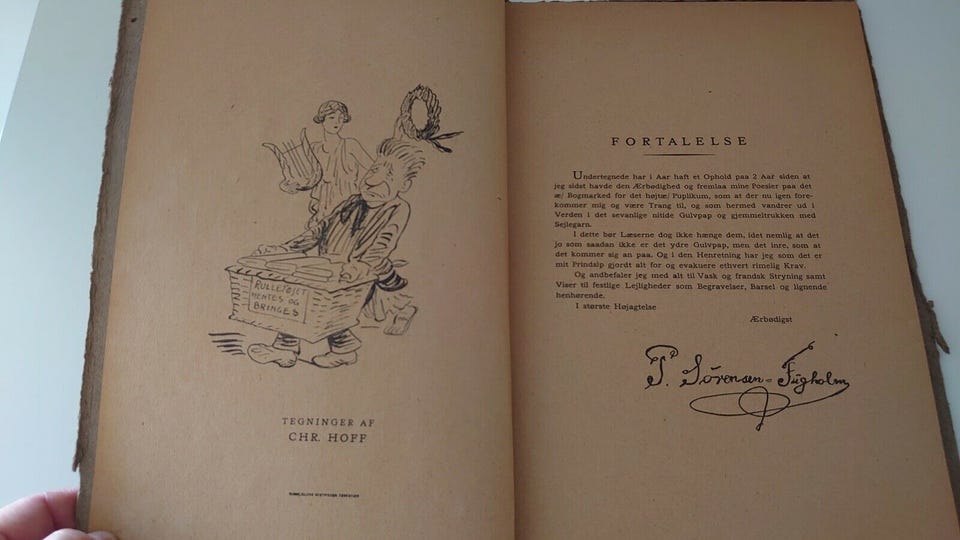 RULLETØJET
HENTES OG
BRINGES
TEGNINGER AF
CHR. HOFF
FORTALELSE
Undertegnede har i Aar haft et Ophold paa 2 Aar siden at
jeg sidst havde den Ærbødighed og fremlaa mine Poesier paa det
æ/ Bogmarked for det højtæ/ Puplikum, som at der nu igen fore-
kommer mig og være Trang til, og som hermed vandrer ud i
Verden i det sevanlige nitide Gulvpap og gjemmeltrukken med
Sejlegarn.
I dette bør Læserne dog ikke hænge dem, idet nemlig at det
jo som saadan ikke er det ydre Gulvpap, men det inre, som at
det kommer sig an paa. Og i den Henretning har jeg som det er
mit Prindsip gjordt alt for og evakuere ethvert rimelig Krav.
Og andbefaler jeg med alt til Vask og frandsk Stryning samt
Viser til festlige Lejligheder som Begravelser, Barsel og lignende
henhørende.
I største Højagtelse
Ærbødigst
P. Sørensen-Fügholm